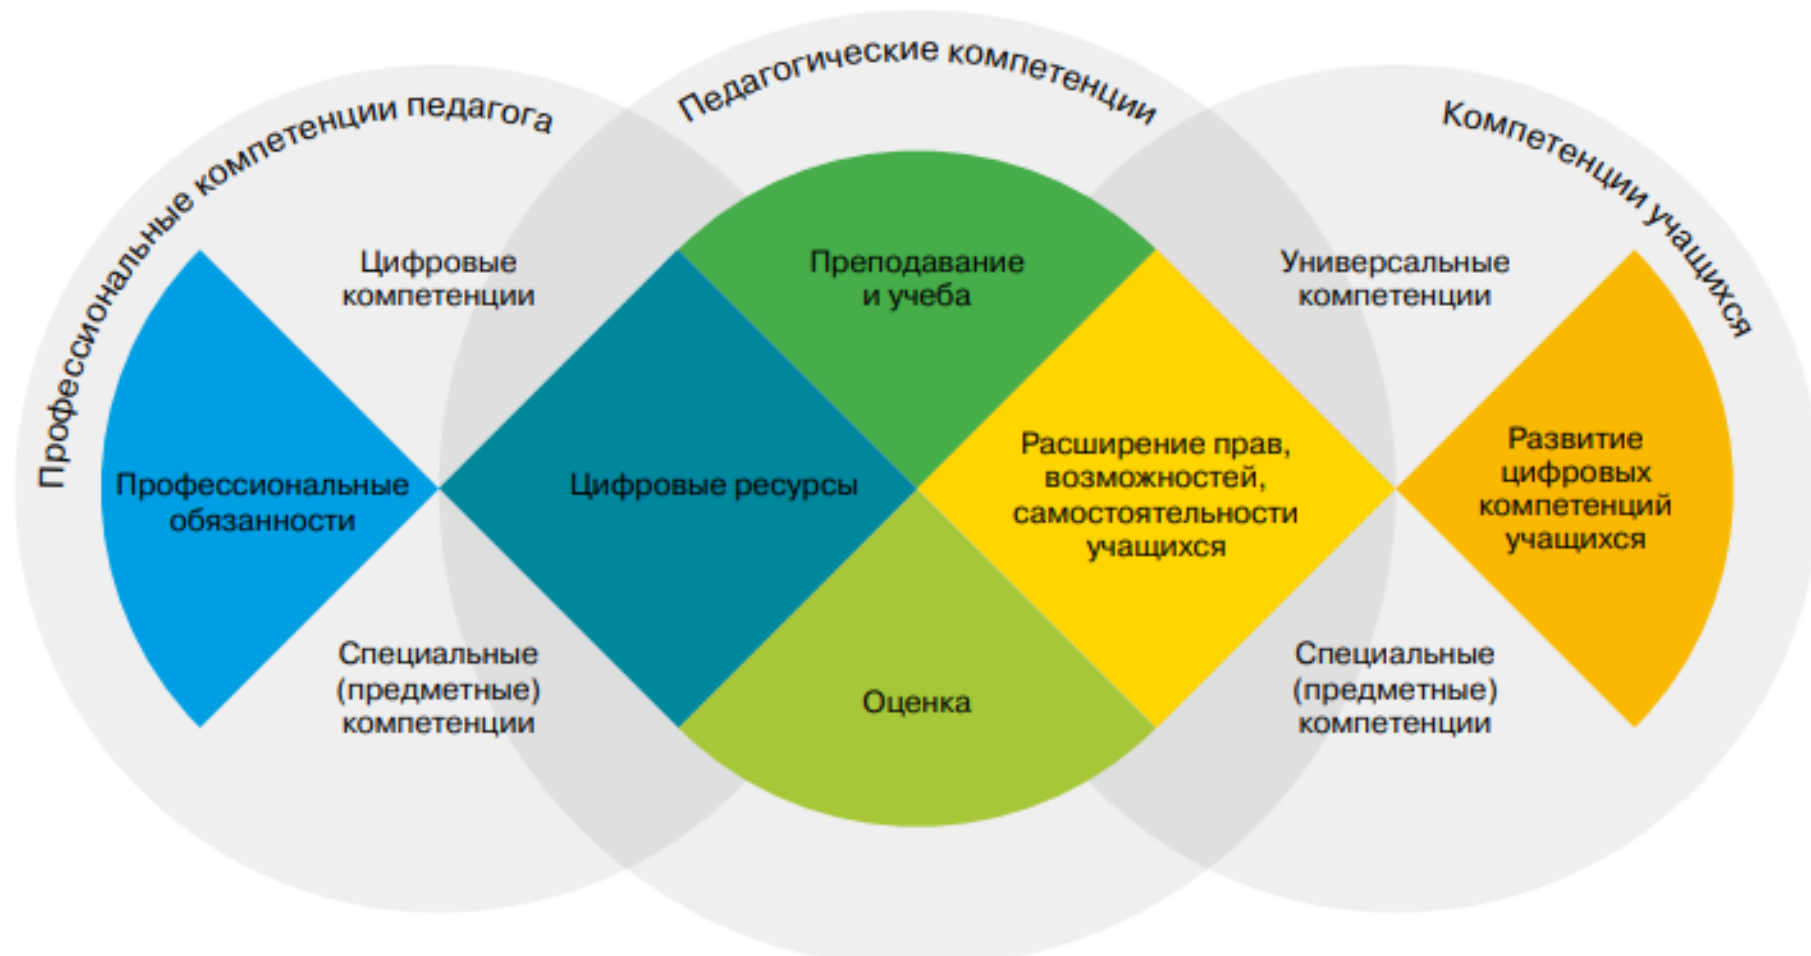 Профессиональные компетенции педагога
Педагогические компетенции
Компетенции учащихся
Цифровые
компетенции
Преподавание
и учеба
Универсальные
компетенции
Профессиональные
обязанности
Цифровые ресурсы
Расширение прав,
возможностей,
самостоятельности
учащихся
Развитие
цифровых
компетенций
учащихся
Специальные
(предметные)
компетенции
Оценка
Специальные
(предметные)
компетенции